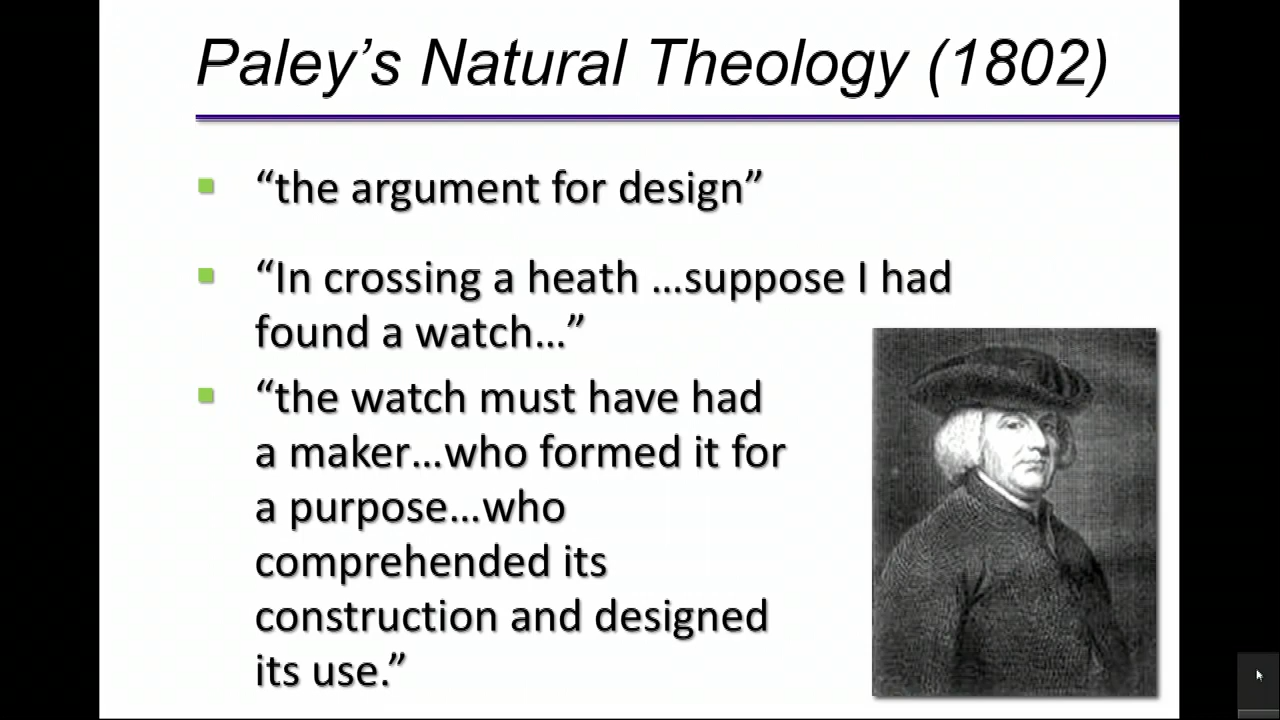 Paley’s Natural Theology (1802)
“the argument for design”
“In crossing a heath …suppose I had
found a watch…”
“the watch must have had
a maker…who formed it for
a purpose…who
comprehended its
construction and designed
its use.”